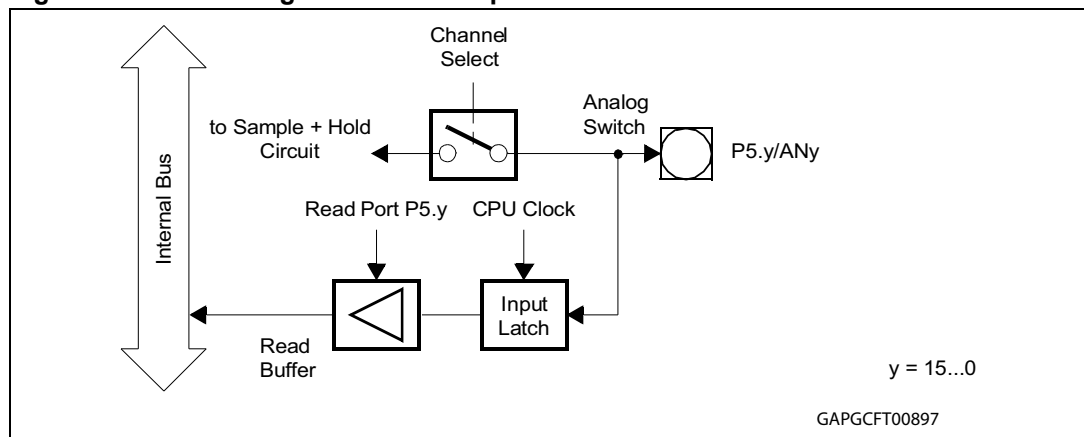 Channel
Select
Analog
Switch
to Sample + Hold
Circuit
P5.y/ANy
Internal Bus
Read Port P5.y
CPU Clock
Input
Latch
Read
Buffer
y = 15...0
GAPGCFT00897